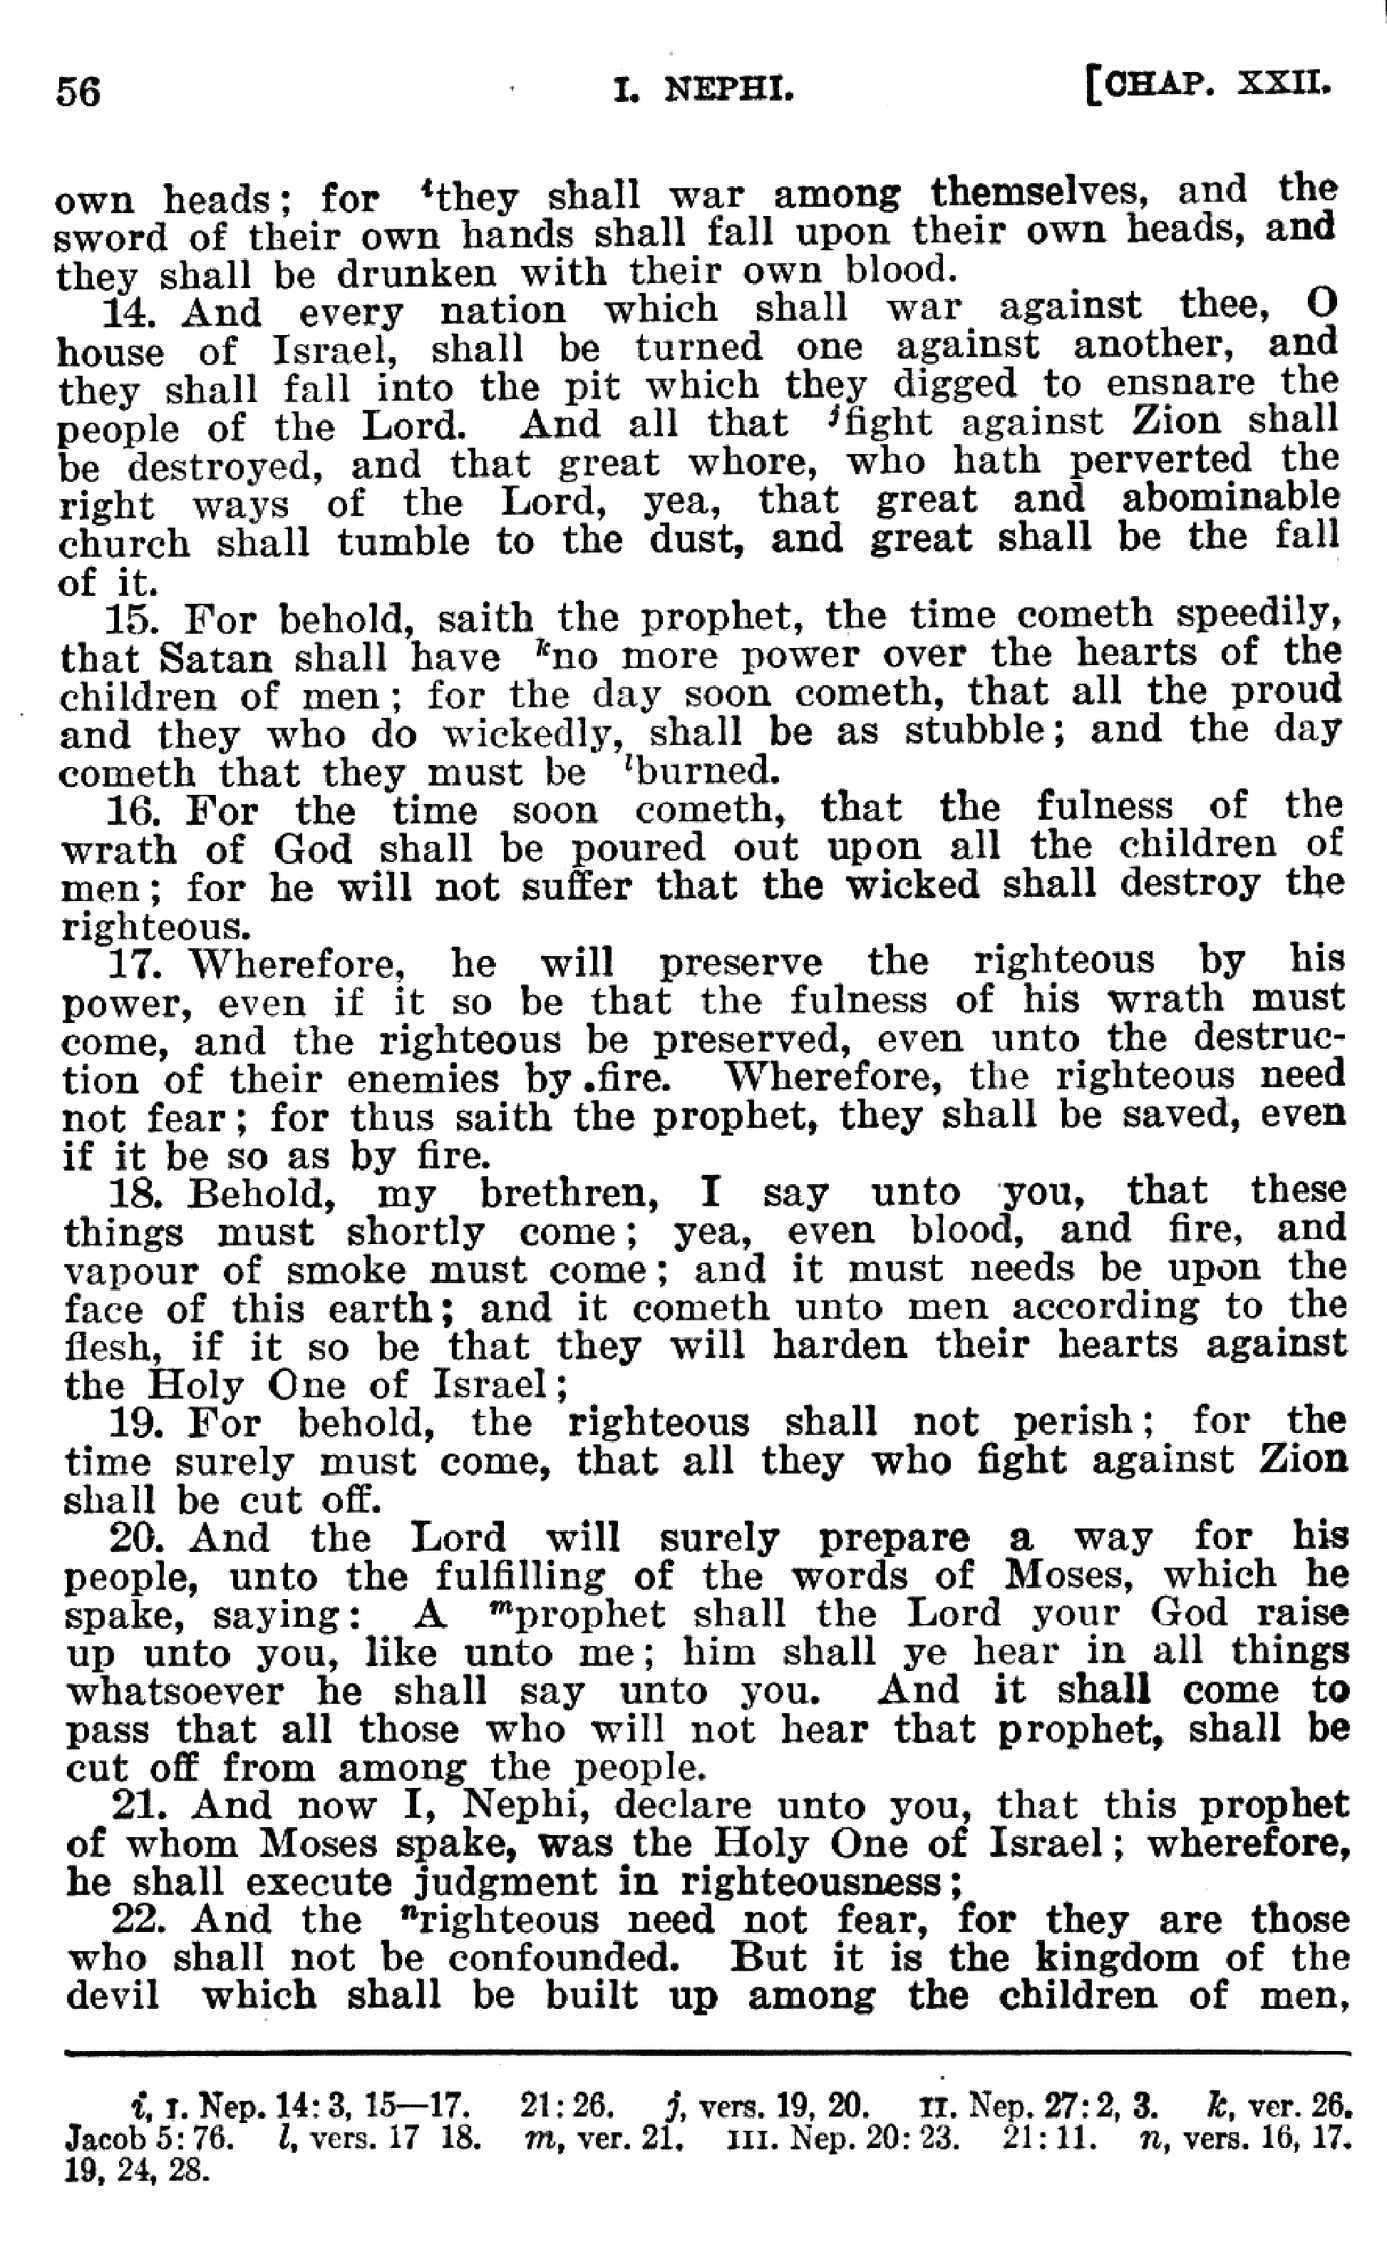 56 I. NEPHI. [CHAP. XXII.
own heads; for ⁱthey shall war among themselves, and the
sword of their own hands shall fall upon their own heads, and
they shall be drunken with their own blood.
14. And every nation which shall war against thee, O
house of Israel, shall be turned one against another, and
they shall fall into the pit which they digged to ensnare the
people of the Lord. And all that ʲfight against Zion shall
be destroyed, and that great whore, who hath perverted the
right ways of the Lord, yea, that great and abominable
church shall tumble to the dust, and great shall be the fall
of it.
15. For behold, saith the prophet, the time cometh speedily,
that Satan shall have ᵏno more power over the hearts of the
children of men; for the day soon cometh, that all the proud
and they who do wickedly, shall be as stubble; and the day
cometh that they must be ˡburned.
16. For the time soon cometh, that the fulness of the
wrath of God shall be poured out upon all the children of
men; for he will not suffer that the wicked shall destroy the
righteous.
17. Wherefore, he will preserve the righteous by his
power, even if it so be that the fulness of his wrath must
come, and the righteous be preserved, even unto the destruc-
tion of their enemies by fire. Wherefore, the righteous need
not fear; for thus saith the prophet, they shall be saved, even
if it be so as by fire.
18. Behold, my brethren, I say unto you, that these
things must shortly come; yea, even blood, and fire, and
vapour of smoke must come; and it must needs be upon the
face of this earth; and it cometh unto men according to the
flesh, if it so be that they will harden their hearts against
the Holy One of Israel;
19. For behold, the righteous shall not perish; for the
time surely must come, that all they who fight against Zion
shall be cut off.
20. And the Lord will surely prepare a way for his
people, unto the fulfilling of the words of Moses, which he
spake, saying: A ᵐprophet shall the Lord your God raise
up unto you, like unto me; him shall ye hear in all things
whatsoever he shall say unto you. And it shall come to
pass that all those who will not hear that prophet, shall be
cut off from among the people.
21. And now I, Nephi, declare unto you, that this prophet
of whom Moses spake, was the Holy One of Israel; wherefore,
he shall execute judgment in righteousness;
22. And the ⁿrighteous need not fear, for they are those
who shall not be confounded. But it is the kingdom of the
devil which shall be built up among the children of men,
i, I. Nep. 14:3, 15—17. 21:26. j, vers. 19, 20. II. Nep. 27:2, 3. k, ver. 26.
Jacob 5:76. l, vers. 17 18. m, ver. 21. III. Nep. 20:23. 21:11. n, vers. 16, 17.
19, 24, 28.